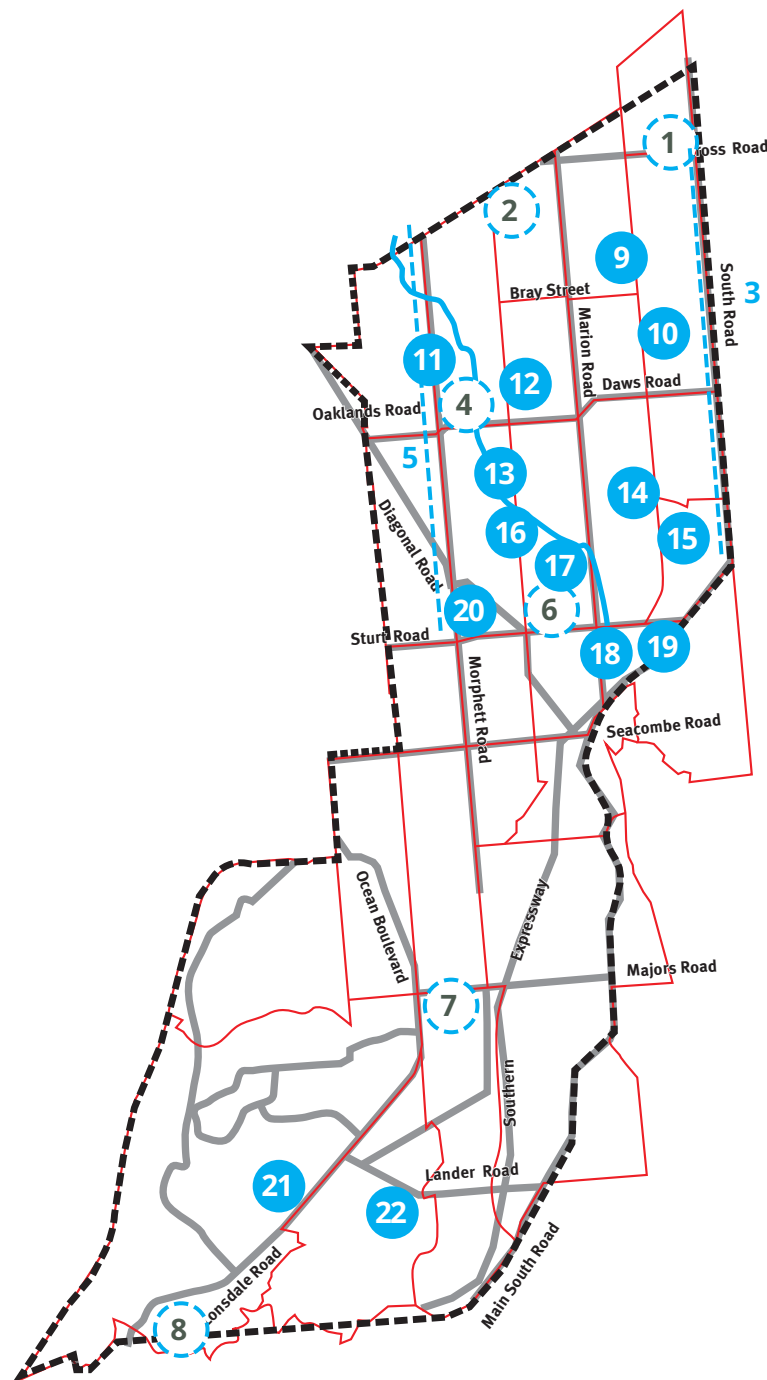 1
ross Road
2
9
South Road
3
Bray Street
10
Marion Road
11
12
Daws Road
4
Oaklands Road
5
13
14
Diagonal Road
16
15
17
20
6
Sturt Road
18
19
Morphett Road
Seacombe Road
Ocean Boulevard
Expressway
Majors Road
7
Southern
Lander Road
21
22
Main South Road
onsdale Road
8